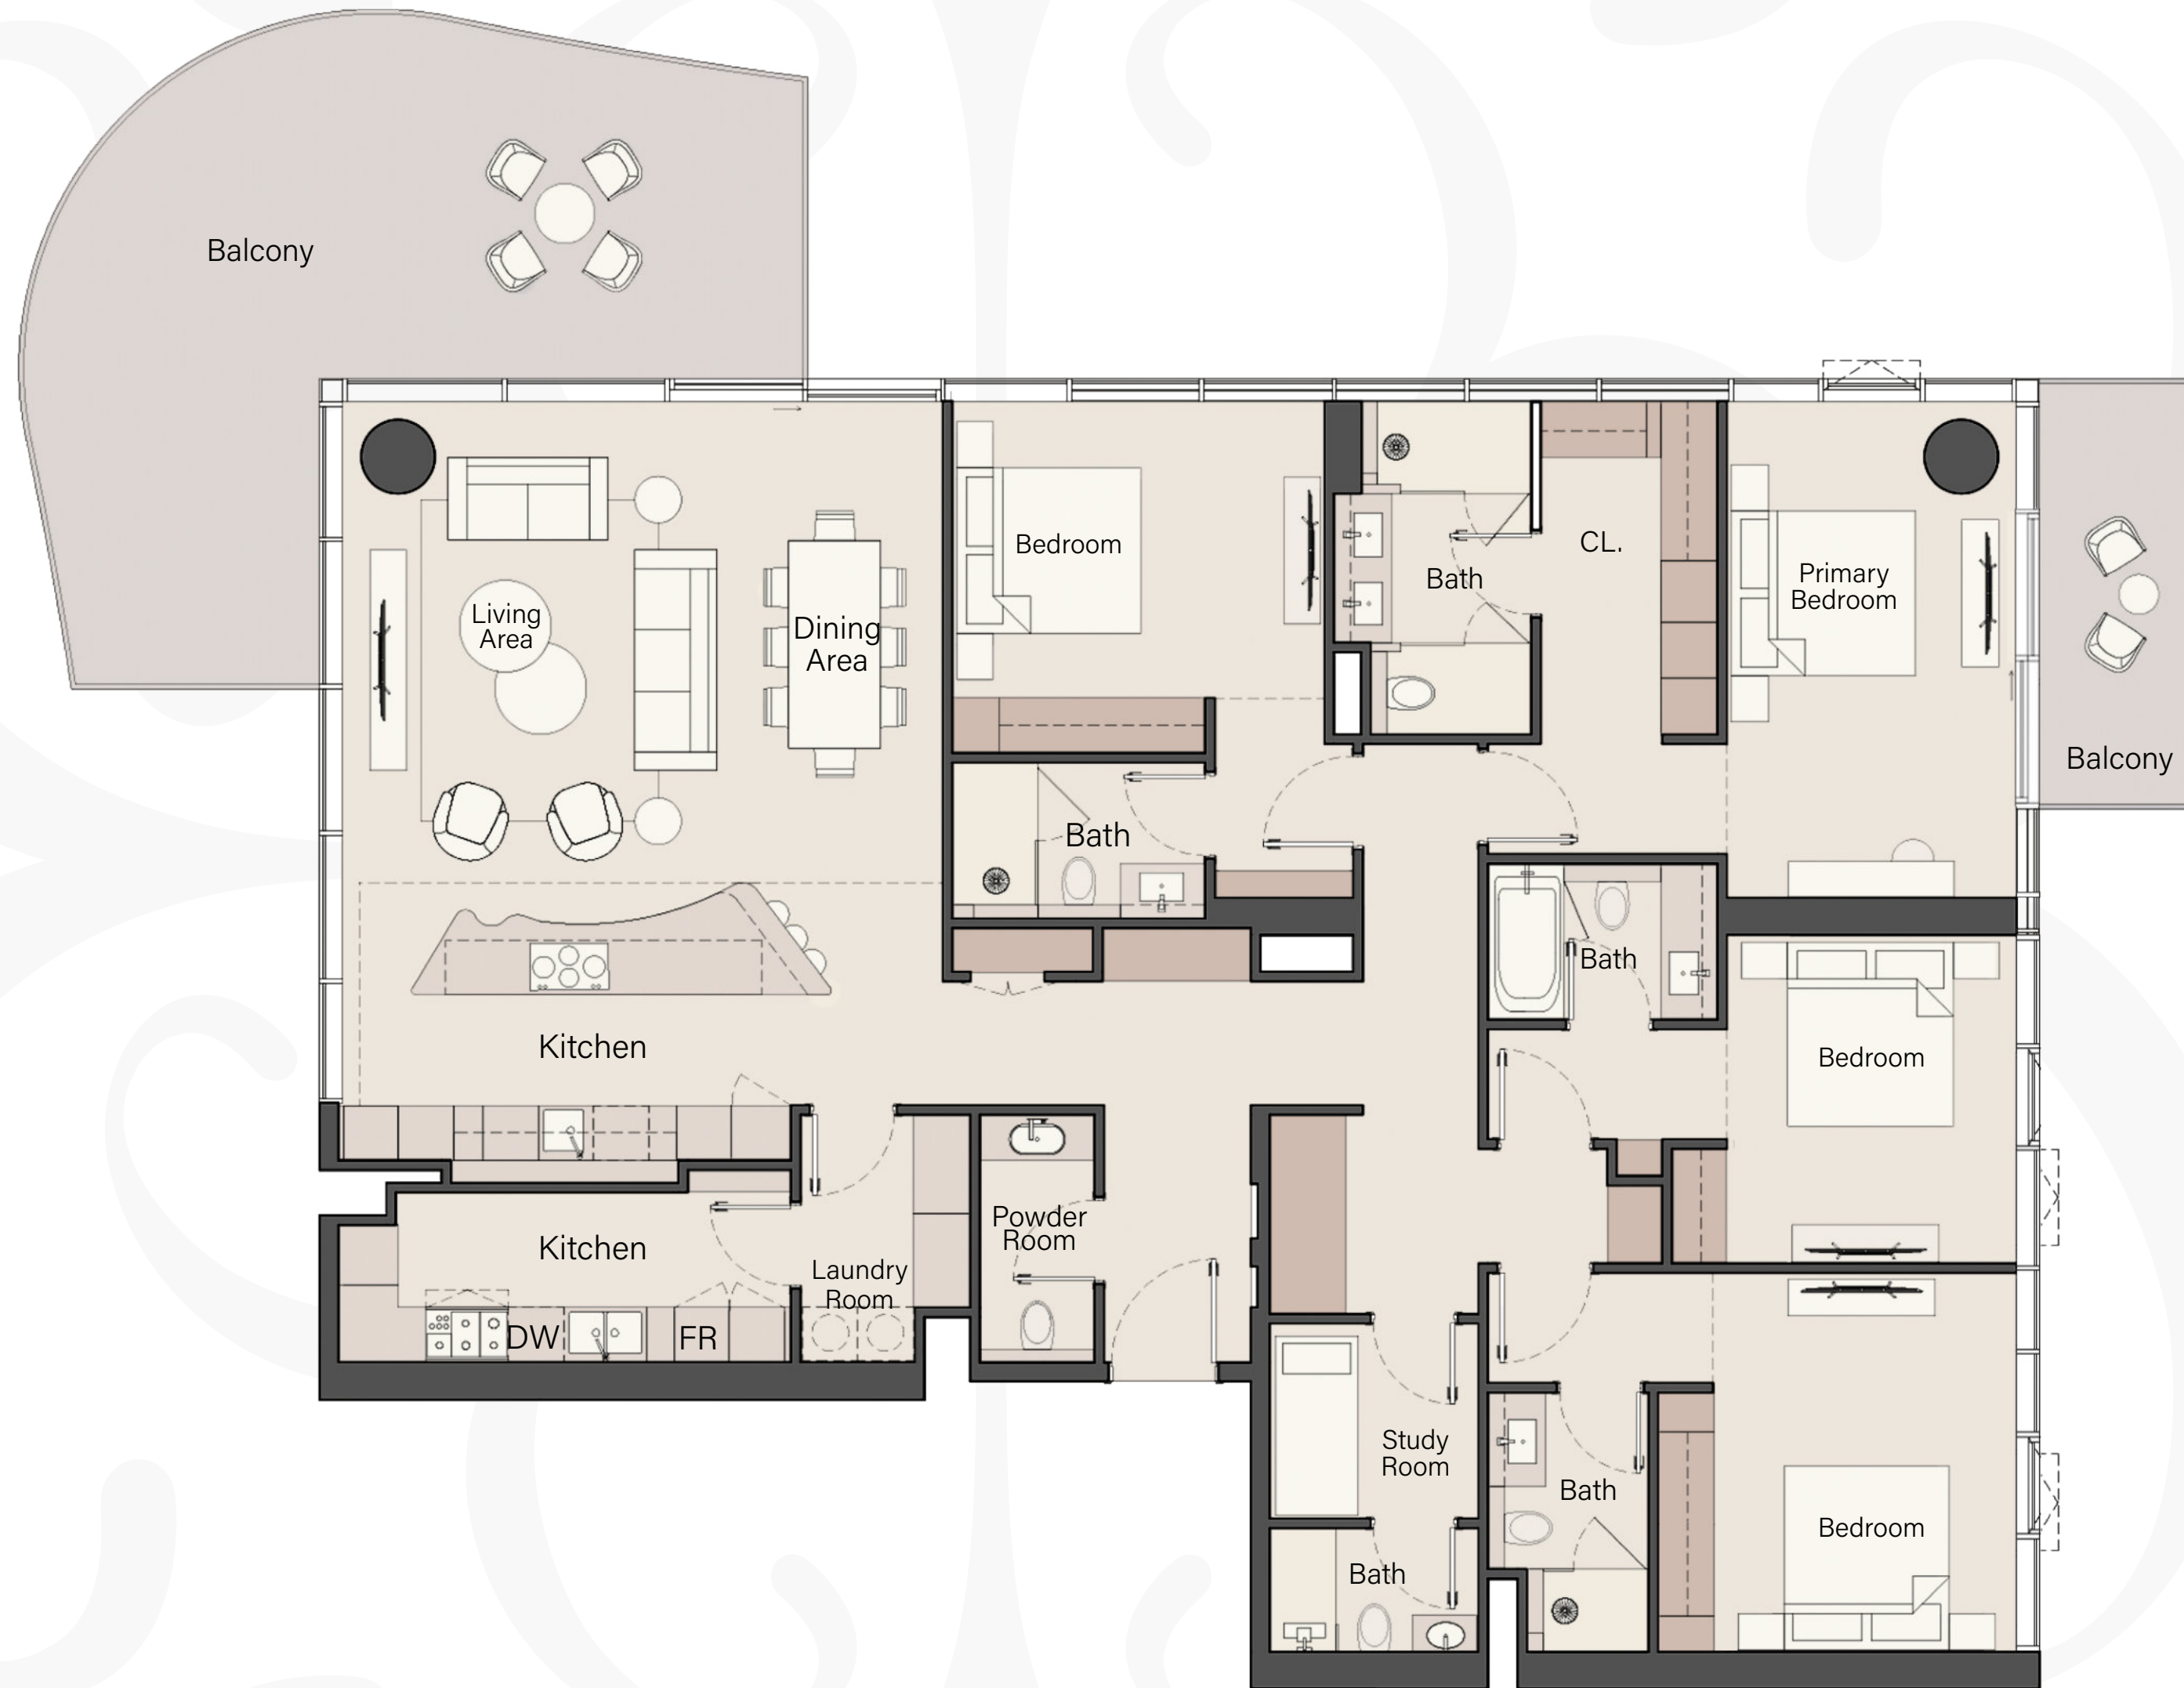 Balcony
Bedroom
CL.
Bath
Primary
Bedroom
Living
Area
Dining
Area
Balcony
Bath
Bath
Kitchen
Bedroom
Powder
Room
Kitchen
Laundry
Room
DW
FR
Study
Room
Bath
Bedroom
Bath